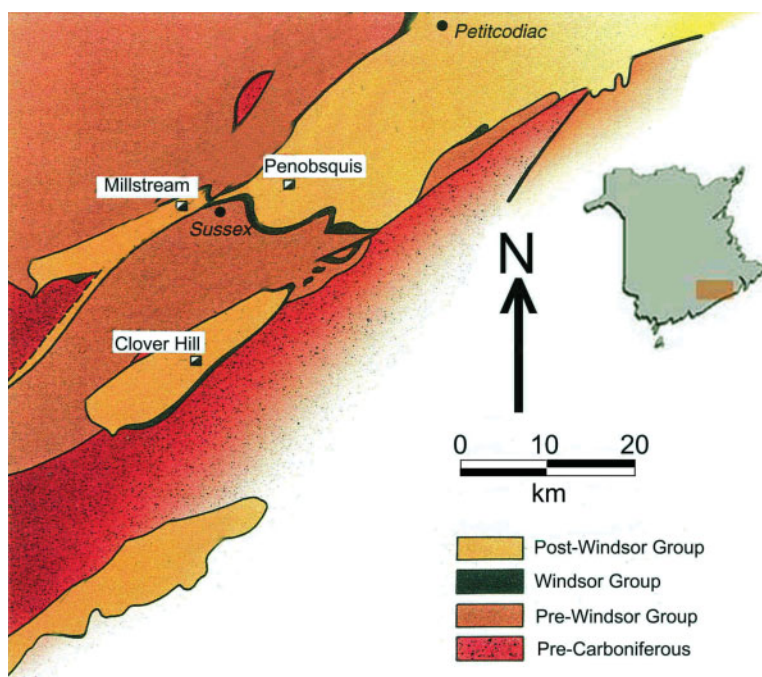 Petitcodiac
Penobsquis
Millstream
Sussex
Clover Hill
N
0 10 20
km
Post-Windsor Group
Windsor Group
Pre-Windsor Group
Pre-Carboniferous